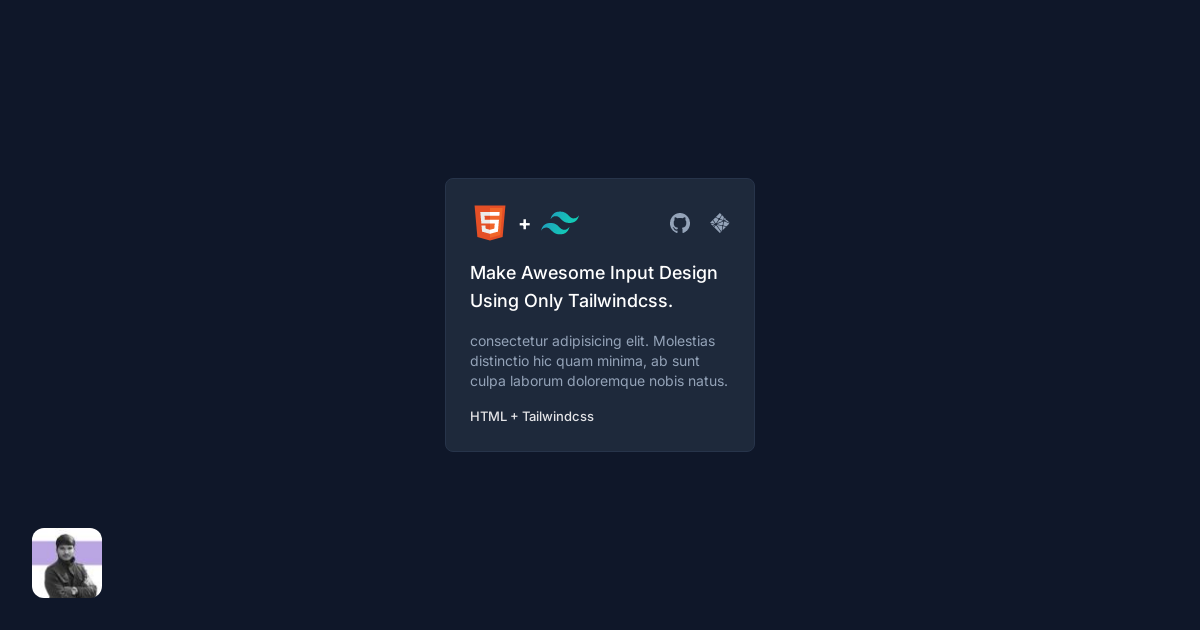 5 +
Make Awesome Input Design
Using Only Tailwindcss.
consectetur adipisicing elit. Molestias
distinctio hic quam minima, ab sunt
culpa laborum doloremque nobis natus.
HTML + Tailwindcss